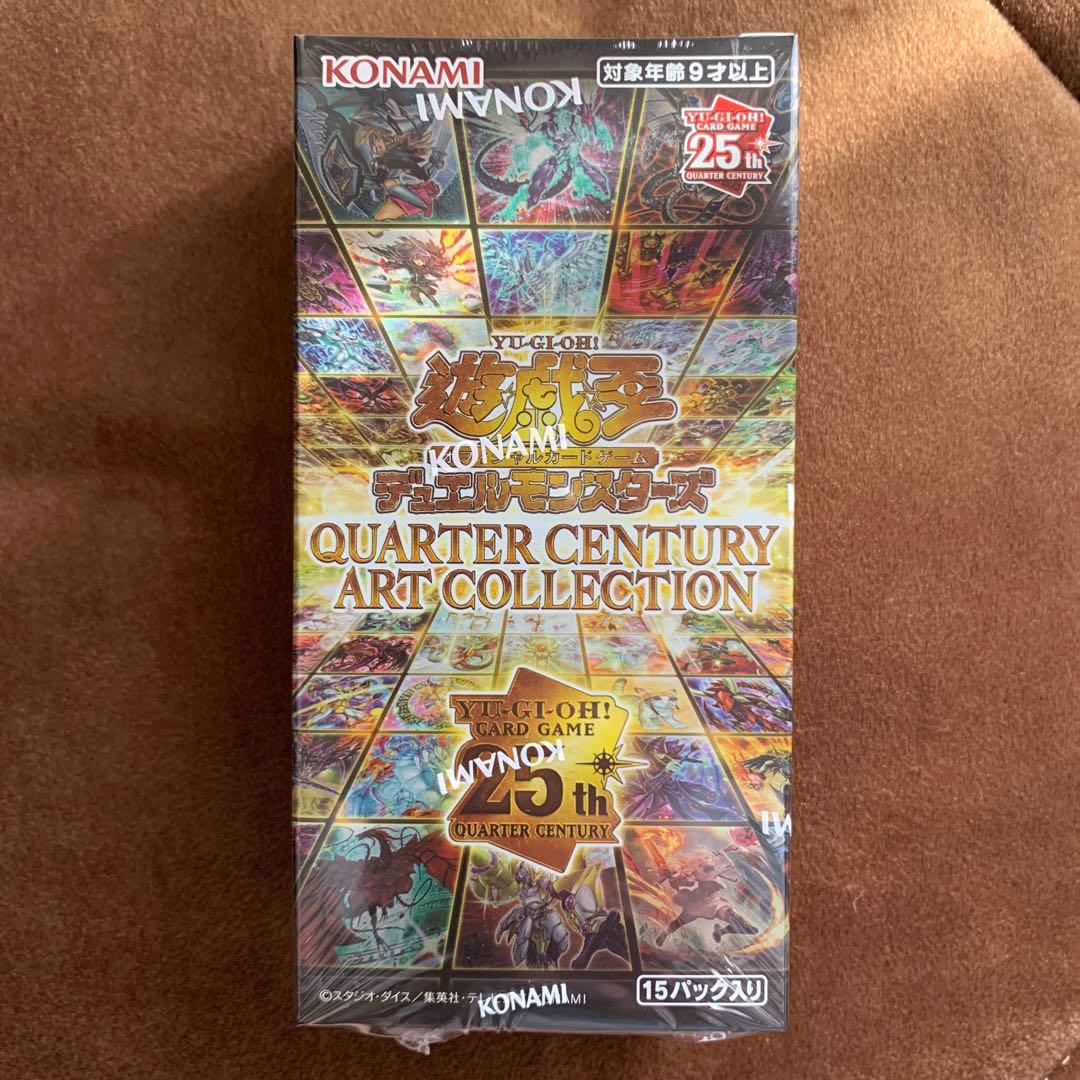 KONAMI
対象年齢9才以上
KONAMI
YU-GI-OH!
CARD GAME
25th
QUARTER CENTURY
YU-GI-OH!
遊戯王
KONAMI
シャルカードゲーム
デュエルモンスターズ
QUARTER CENTURY
ART COLLECTION
YU-GI-OH!
CARD GAME
KONAMI
25th
QUARTER CENTURY
©スタジオ・ダイス/集英社・テレ
KONAMI
15パック入り